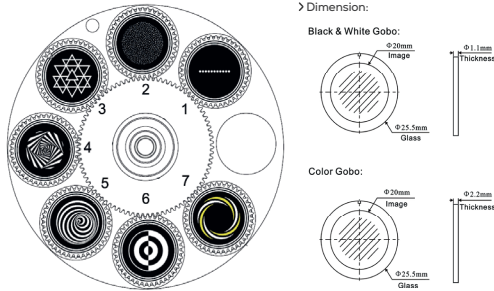 > Dimension:
Black & White Gobo:
Φ20mm
Image
Φ1.1mm
Thickness
Φ25.5mm
Glass
Color Gobo:
Φ20mm
Image
Φ2.2mm
Thickness
Φ25.5mm
Glass
2
3
1
4
5
7
6